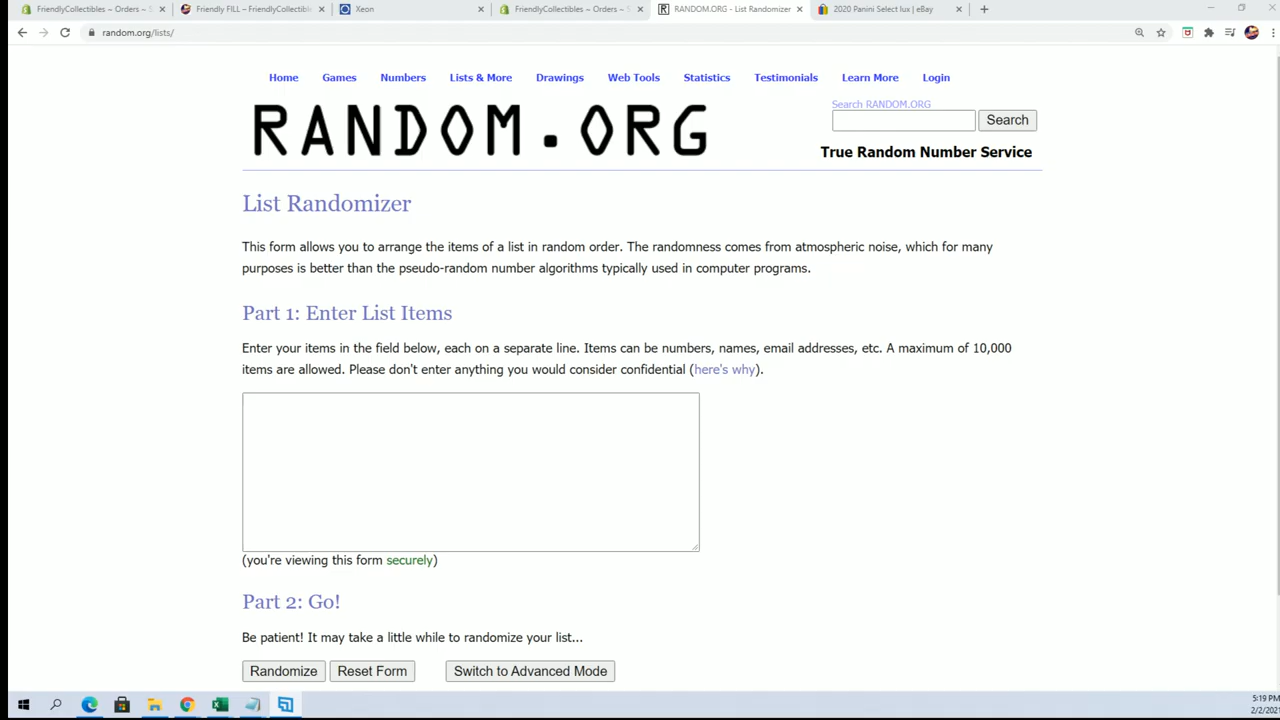 FriendlyCollectibles ~ Orders ~ S
Friendly FILL – FriendlyCollectible
Xeon
FriendlyCollectibles ~ Orders ~ S
RANDOM.ORG - List Randomizer
2020 Panini Select lux | eBay
random.org/lists/
Home Games Numbers Lists & More Drawings Web Tools Statistics Testimonials Learn More Login
RANDOM.ORG
Search RANDOM.ORG
Search
True Random Number Service
List Randomizer
This form allows you to arrange the items of a list in random order. The randomness comes from atmospheric noise, which for many
purposes is better than the pseudo-random number algorithms typically used in computer programs.
Part 1: Enter List Items
Enter your items in the field below, each on a separate line. Items can be numbers, names, email addresses, etc. A maximum of 10,000
items are allowed. Please don't enter anything you would consider confidential (here's why).
(you're viewing this form securely)
Part 2: Go!
Be patient! It may take a little while to randomize your list...
Randomize Reset Form Switch to Advanced Mode
5:19 PM
2/2/2021